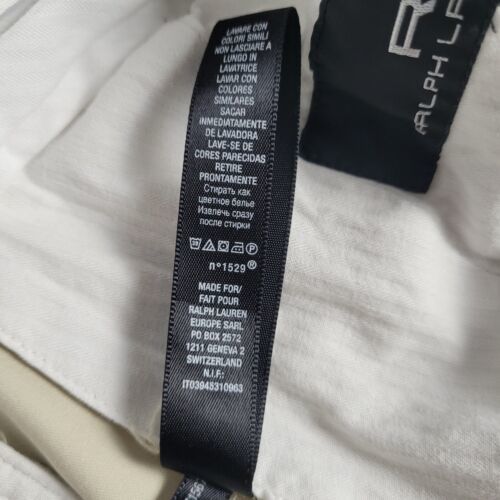 LAVARE CON
COLORI SIMILI
NON LASCIARE A
LUNGO IN
LAVATRICE
LAVAR CON
COLORES
SIMILARES
SACAR
INMEDIATAMENTE
DE LAVADORA
LAVE-SE DE
CORES PARECIDAS
RETIRE
PRONTAMENTE
Стирать как
цветное белье
Извлечь сразу
после стирки
30 P
n°1529®
MADE FOR/
FAIT POUR
RALPH LAUREN
EUROPE SARL
PO BOX 2572
1211 GENEVA 2
SWITZERLAND
N.I.F.:
IT03945310963
R
RALPH LA